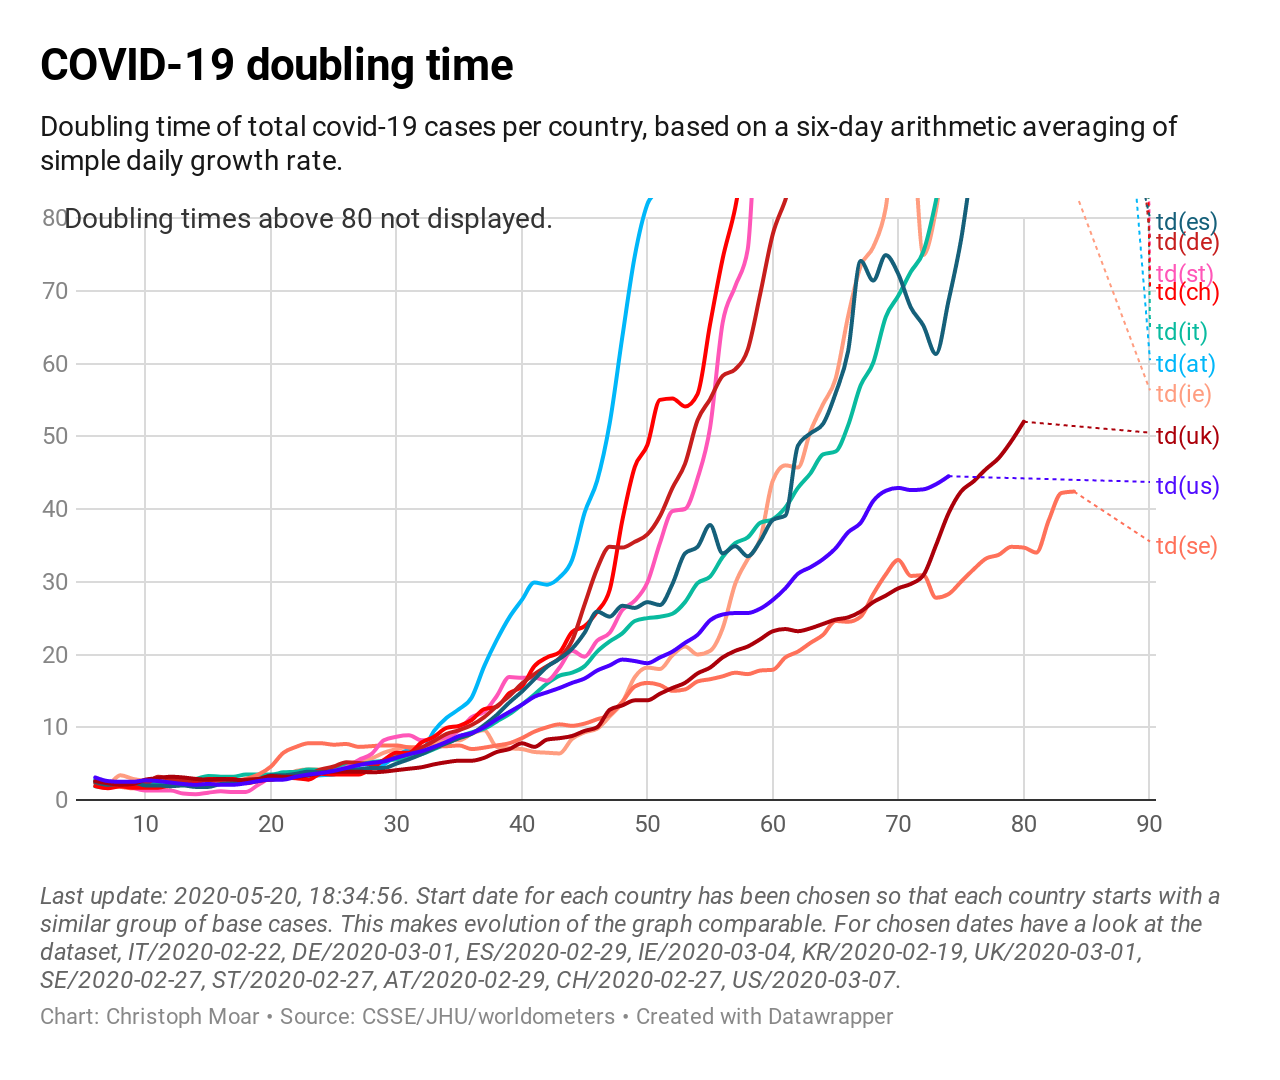 COVID-19 doubling time
Doubling time of total covid-19 cases per country, based on a six-day arithmetic averaging of
simple daily growth rate.
Doubling times above 80 not displayed.
80
70
60
50
40
30
20
10
0
10 20 30 40 50 60 70 80 90
td(es)
td(de)
td(st)
td(ch)
td(it)
td(at)
td(ie)
td(uk)
td(us)
td(se)
Last update: 2020-05-20, 18:34:56. Start date for each country has been chosen so that each country starts with a
similar group of base cases. This makes evolution of the graph comparable. For chosen dates have a look at the
dataset, IT/2020-02-22, DE/2020-03-01, ES/2020-02-29, IE/2020-03-04, KR/2020-02-19, UK/2020-03-01,
SE/2020-02-27, ST/2020-02-27, AT/2020-02-29, CH/2020-02-27, US/2020-03-07.
Chart: Christoph Moar • Source: CSSE/JHU/worldometers • Created with Datawrapper